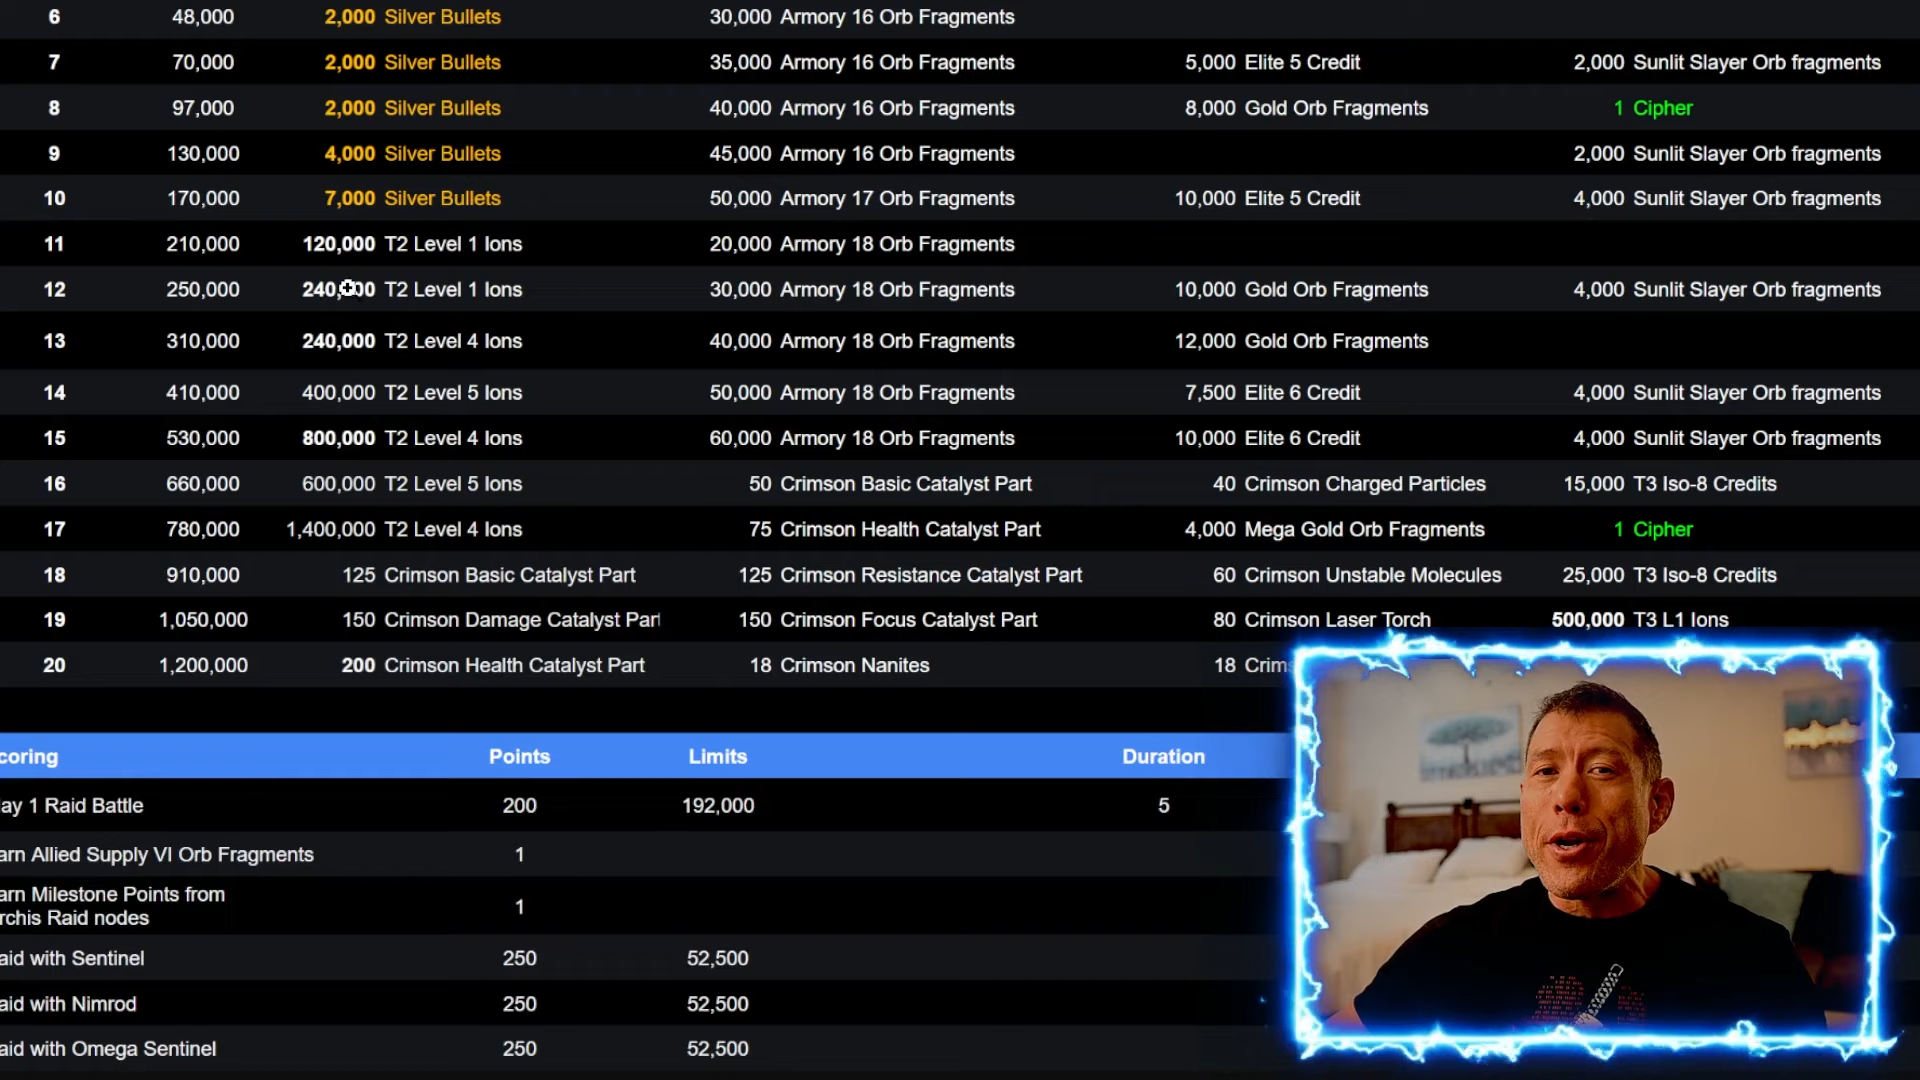 6 48,000 2,000 Silver Bullets 30,000 Armory 16 Orb Fragments
7 70,000 2,000 Silver Bullets 35,000 Armory 16 Orb Fragments 5,000 Elite 5 Credit 2,000 Sunlit Slayer Orb fragments
8 97,000 2,000 Silver Bullets 40,000 Armory 16 Orb Fragments 8,000 Gold Orb Fragments 1 Cipher
9 130,000 4,000 Silver Bullets 45,000 Armory 16 Orb Fragments 2,000 Sunlit Slayer Orb fragments
10 170,000 7,000 Silver Bullets 50,000 Armory 17 Orb Fragments 10,000 Elite 5 Credit 4,000 Sunlit Slayer Orb fragments
11 210,000 120,000 T2 Level 1 Ions 20,000 Armory 18 Orb Fragments
12 250,000 240,000 T2 Level 1 Ions 30,000 Armory 18 Orb Fragments 10,000 Gold Orb Fragments 4,000 Sunlit Slayer Orb fragments
13 310,000 240,000 T2 Level 4 Ions 40,000 Armory 18 Orb Fragments 12,000 Gold Orb Fragments
14 410,000 400,000 T2 Level 5 Ions 50,000 Armory 18 Orb Fragments 7,500 Elite 6 Credit 4,000 Sunlit Slayer Orb fragments
15 530,000 800,000 T2 Level 4 Ions 60,000 Armory 18 Orb Fragments 10,000 Elite 6 Credit 4,000 Sunlit Slayer Orb fragments
16 660,000 600,000 T2 Level 5 Ions 50 Crimson Basic Catalyst Part 40 Crimson Charged Particles 15,000 T3 Iso-8 Credits
17 780,000 1,400,000 T2 Level 4 Ions 75 Crimson Health Catalyst Part 4,000 Mega Gold Orb Fragments 1 Cipher
18 910,000 125 Crimson Basic Catalyst Part 125 Crimson Resistance Catalyst Part 60 Crimson Unstable Molecules 25,000 T3 Iso-8 Credits
19 1,050,000 150 Crimson Damage Catalyst Part 150 Crimson Focus Catalyst Part 80 Crimson Laser Torch 500,000 T3 L1 Ions
20 1,200,000 200 Crimson Health Catalyst Part 18 Crimson Nanites 18 Crims
coring Points Limits Duration
ay 1 Raid Battle 200 192,000 5
arn Allied Supply VI Orb Fragments 1
arn Milestone Points from
rchis Raid nodes 1
aid with Sentinel 250 52,500
aid with Nimrod 250 52,500
aid with Omega Sentinel 250 52,500